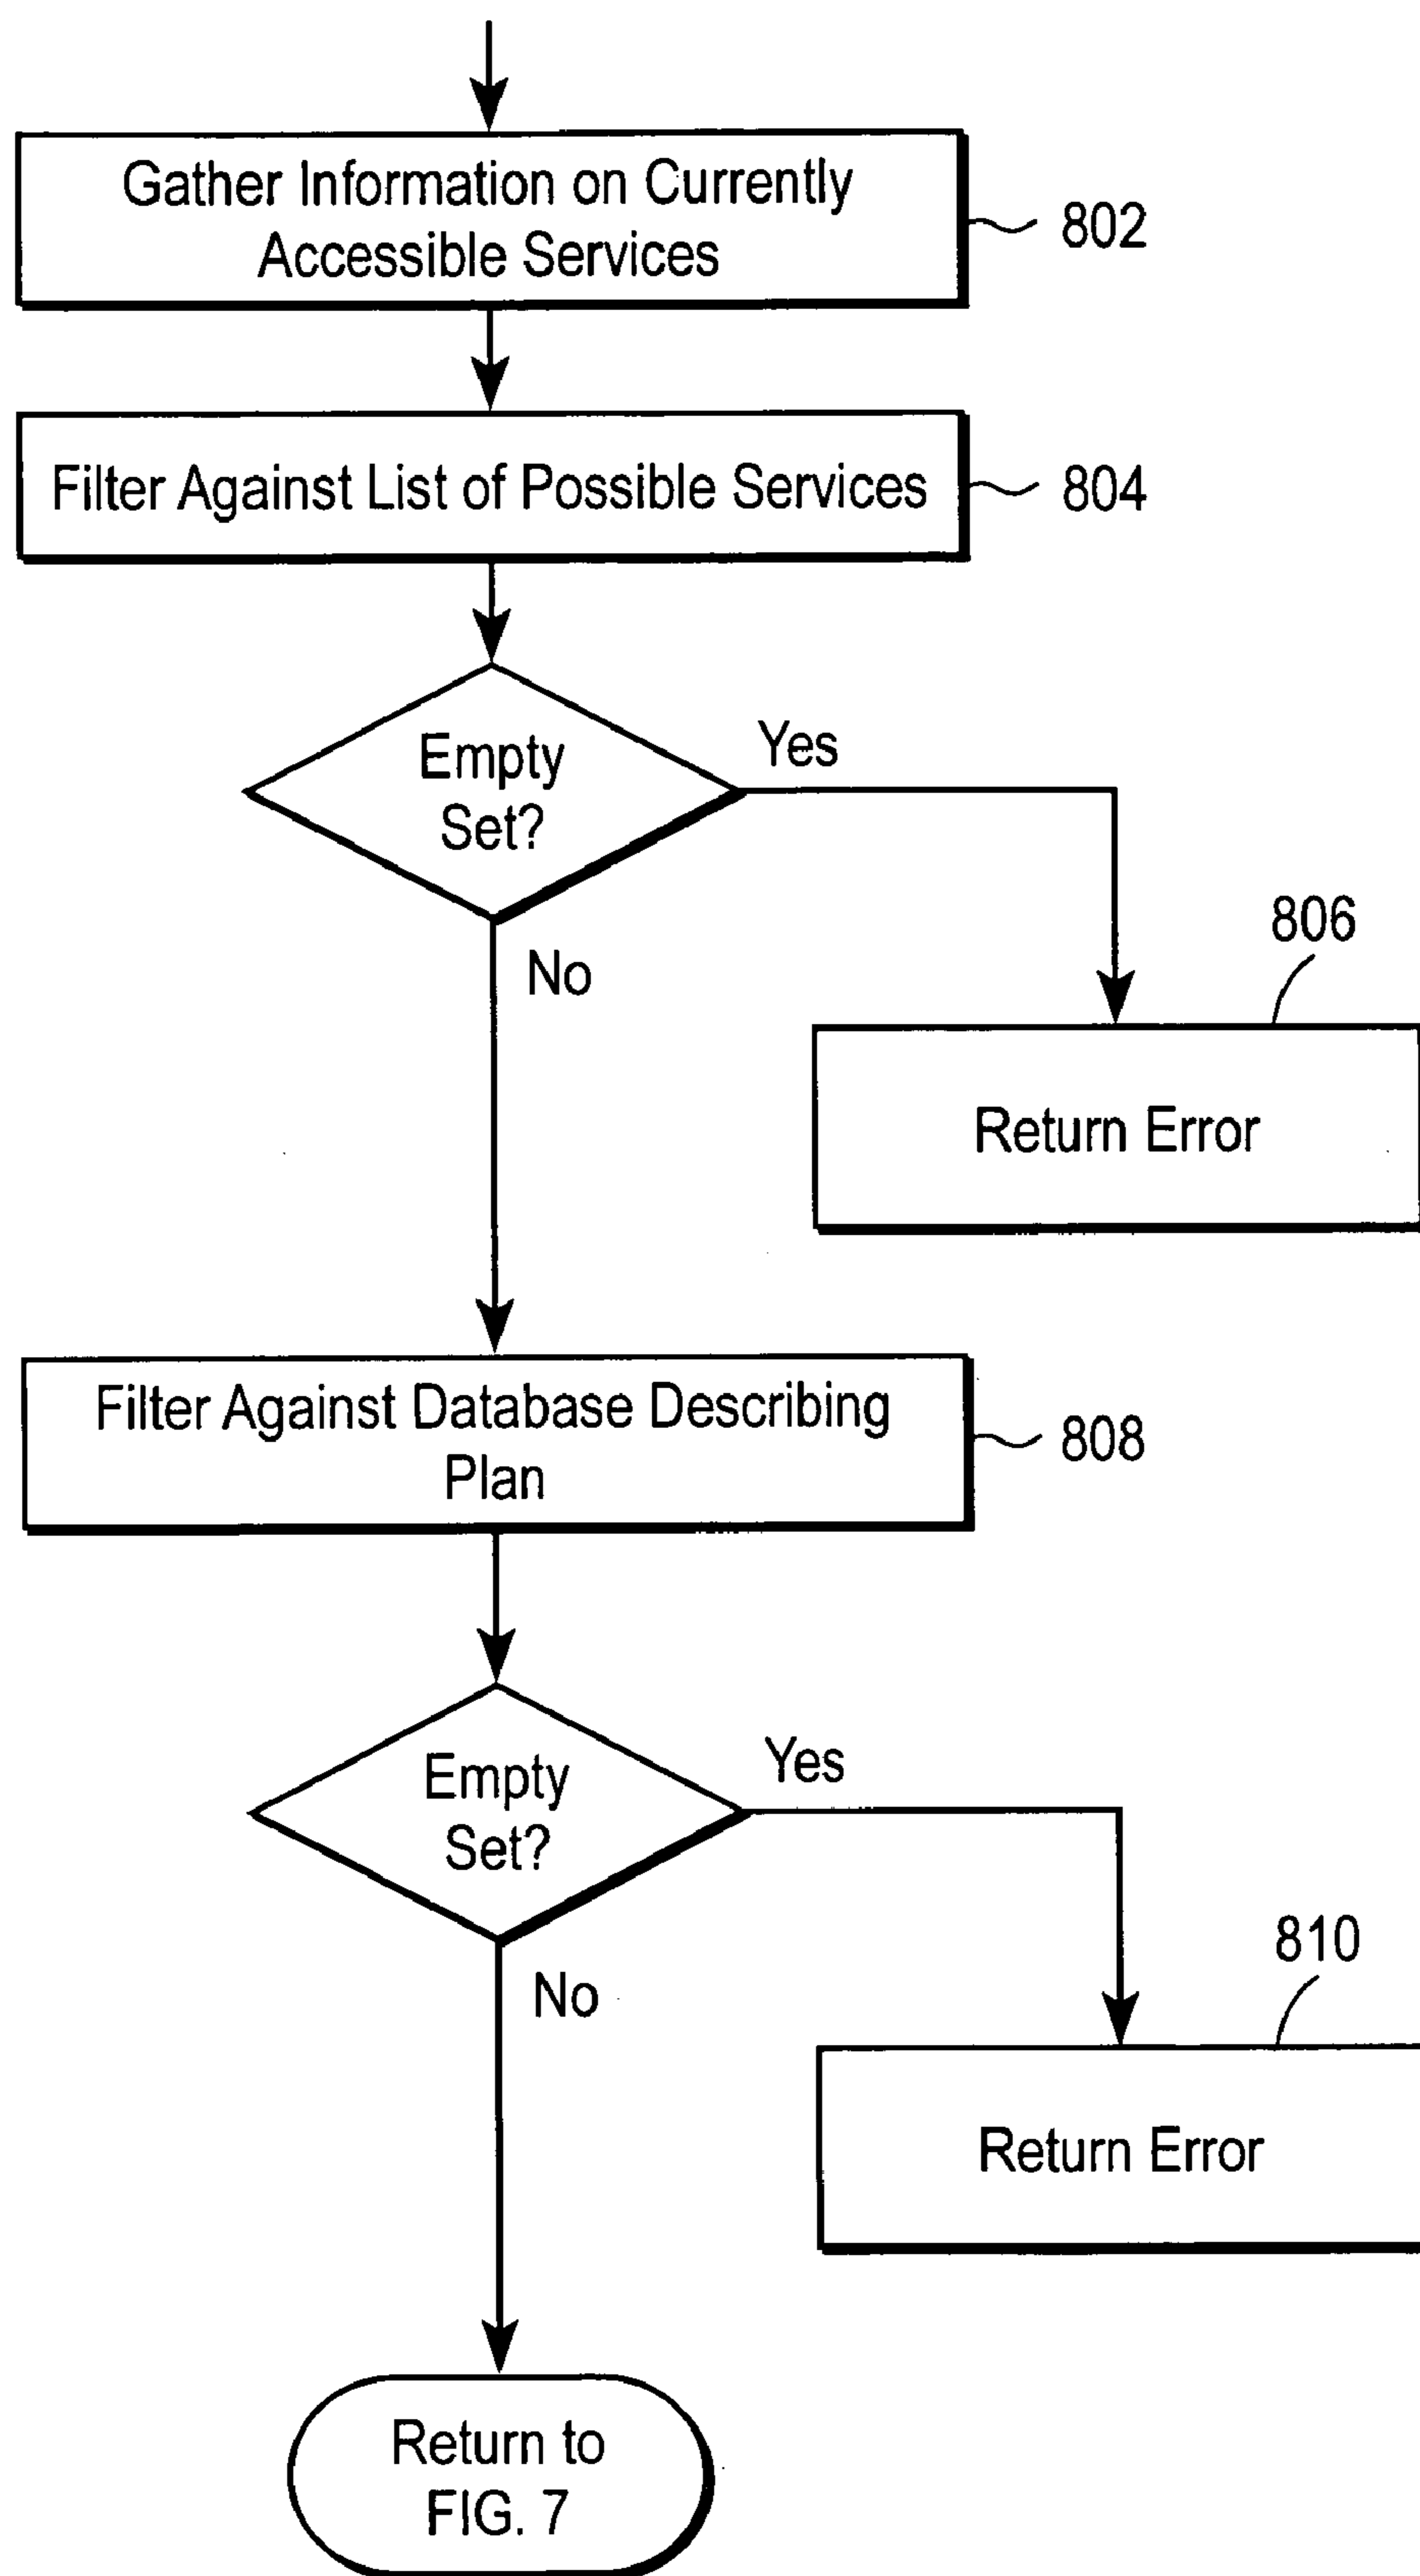 Gather Information on Currently
Accessible Services
802
Filter Against List of Possible Services
804
Empty
Set?
Yes
No
806
Return Error
Filter Against Database Describing
Plan
808
Empty
Set?
Yes
No
810
Return Error
Return to
FIG. 7